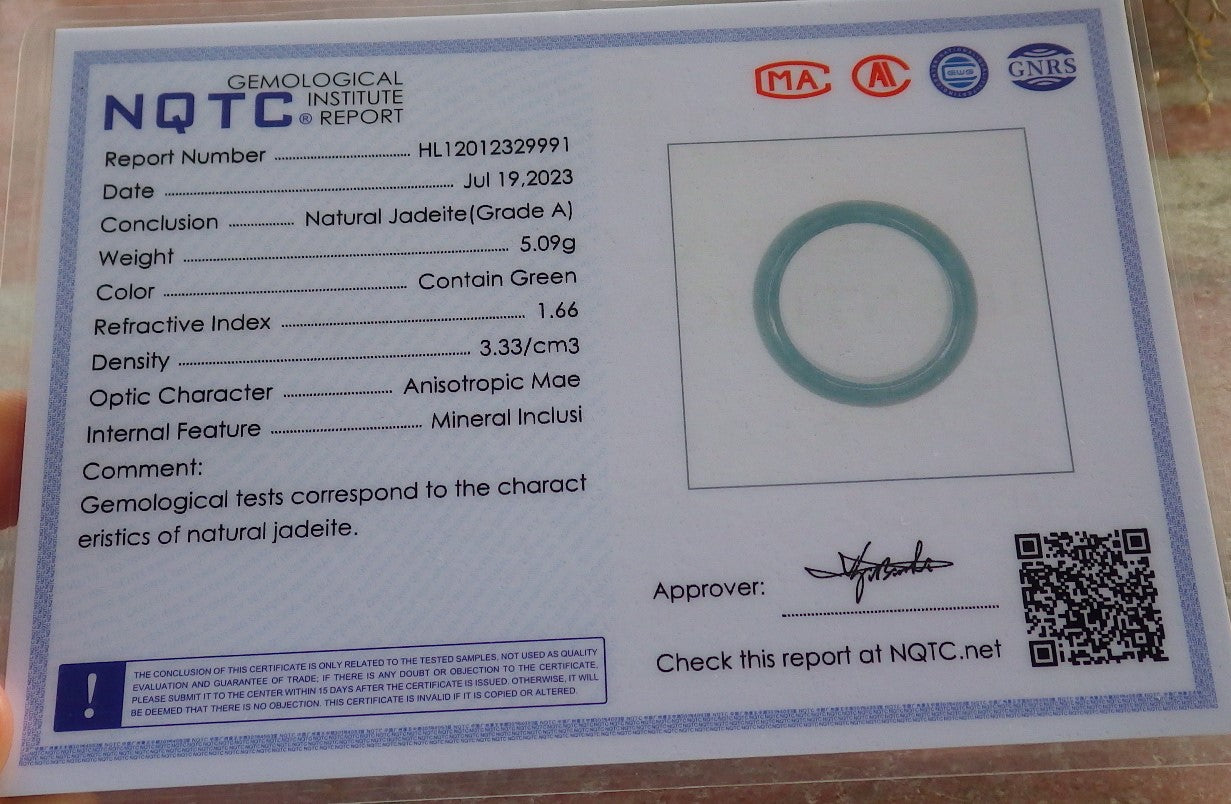 GEMOLOGICAL
NQTC® INSTITUTE
REPORT
Report Number ........ HL12012329991
Date ........ Jul 19,2023
Conclusion ........ Natural Jadeite(Grade A)
Weight ........ 5.09g
Color ........ Contain Green
Refractive Index ........ 1.66
Density ........ 3.33/cm3
Optic Character ........ Anisotropic Mae
Internal Feature ........ Mineral Inclusi
Comment:
Gemological tests correspond to the charact
eristics of natural jadeite.
! THE CONCLUSION OF THIS CERTIFICATE IS ONLY RELATED TO THE TESTED SAMPLES, NOT USED AS QUALITY
EVALUATION AND GUARANTEE OF TRADE; IF THERE IS ANY DOUBT OR OBJECTION TO THE CERTIFICATE,
PLEASE SUBMIT IT TO THE CENTER WITHIN 15 DAYS AFTER THE CERTIFICATE IS ISSUED. OTHERWISE, IT WILL
BE DEEMED THAT THERE IS NO OBJECTION. THIS CERTIFICATE IS INVALID IF IT IS COPIED OR ALTERED.
MA
GNRS
Approver:
Check this report at NQTC.net